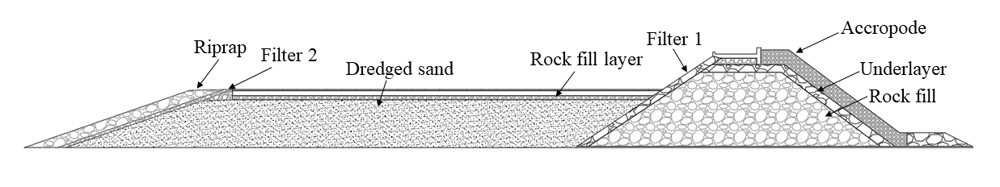 Riprap
Filter 2
Dredged sand
Rock fill layer
Filter 1
Accropode
Underlayer
Rock fill